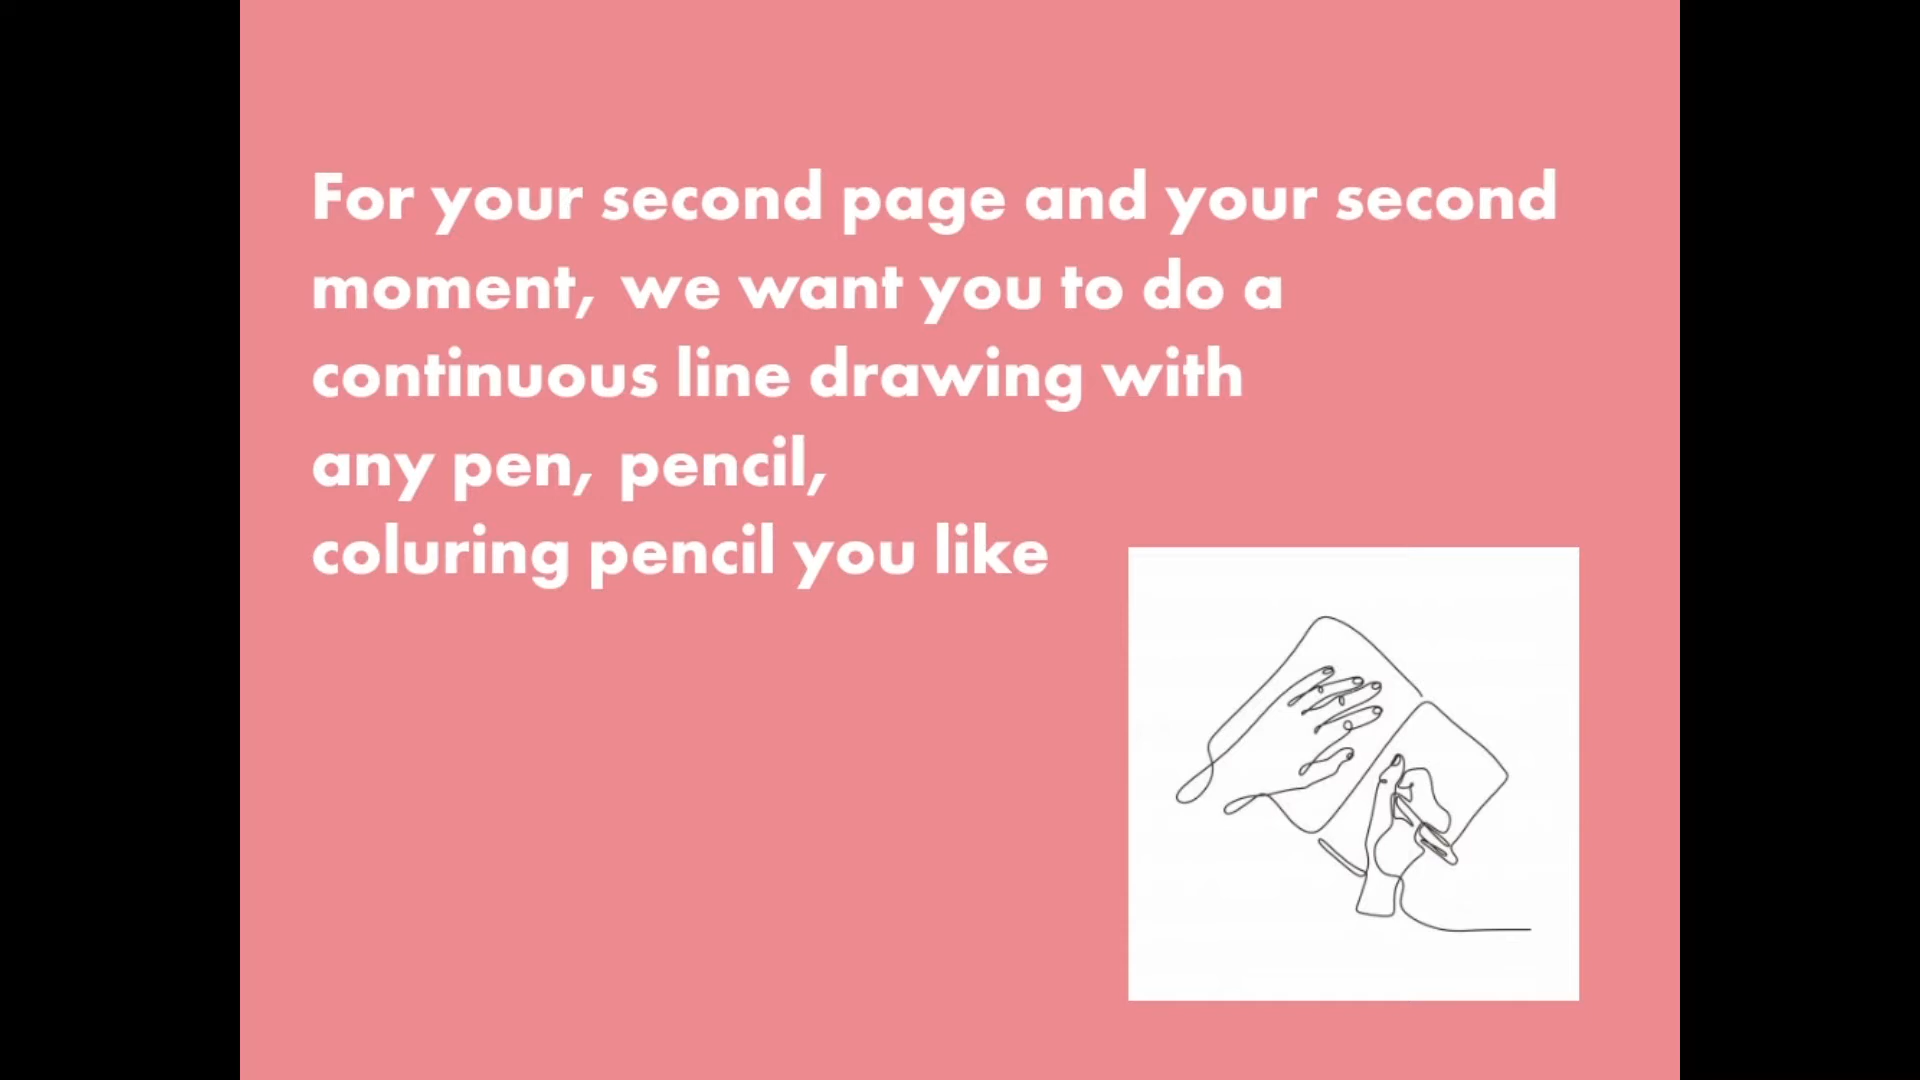 For your second page and your second
moment, we want you to do a
continuous line drawing with
any pen, pencil,
coluring pencil you like